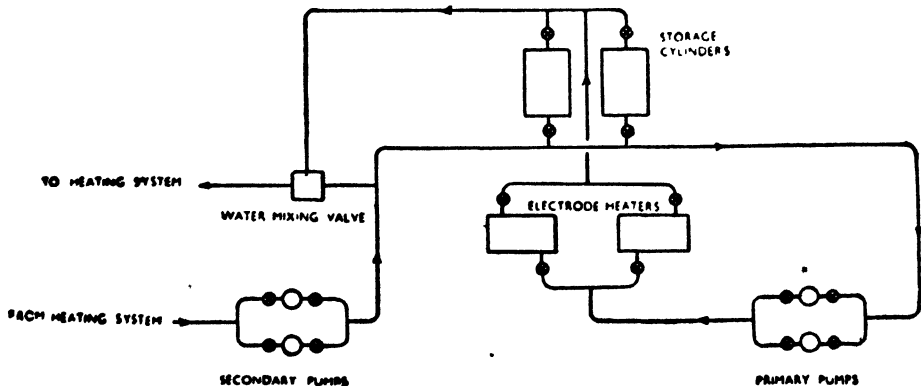 STORAGE
CYLINDERS
TO HEATING SYSTEM
WATER MIXING VALVE
ELECTRODE HEATERS
FROM HEATING SYSTEM
SECONDARY PUMPS
PRIMARY PUMPS